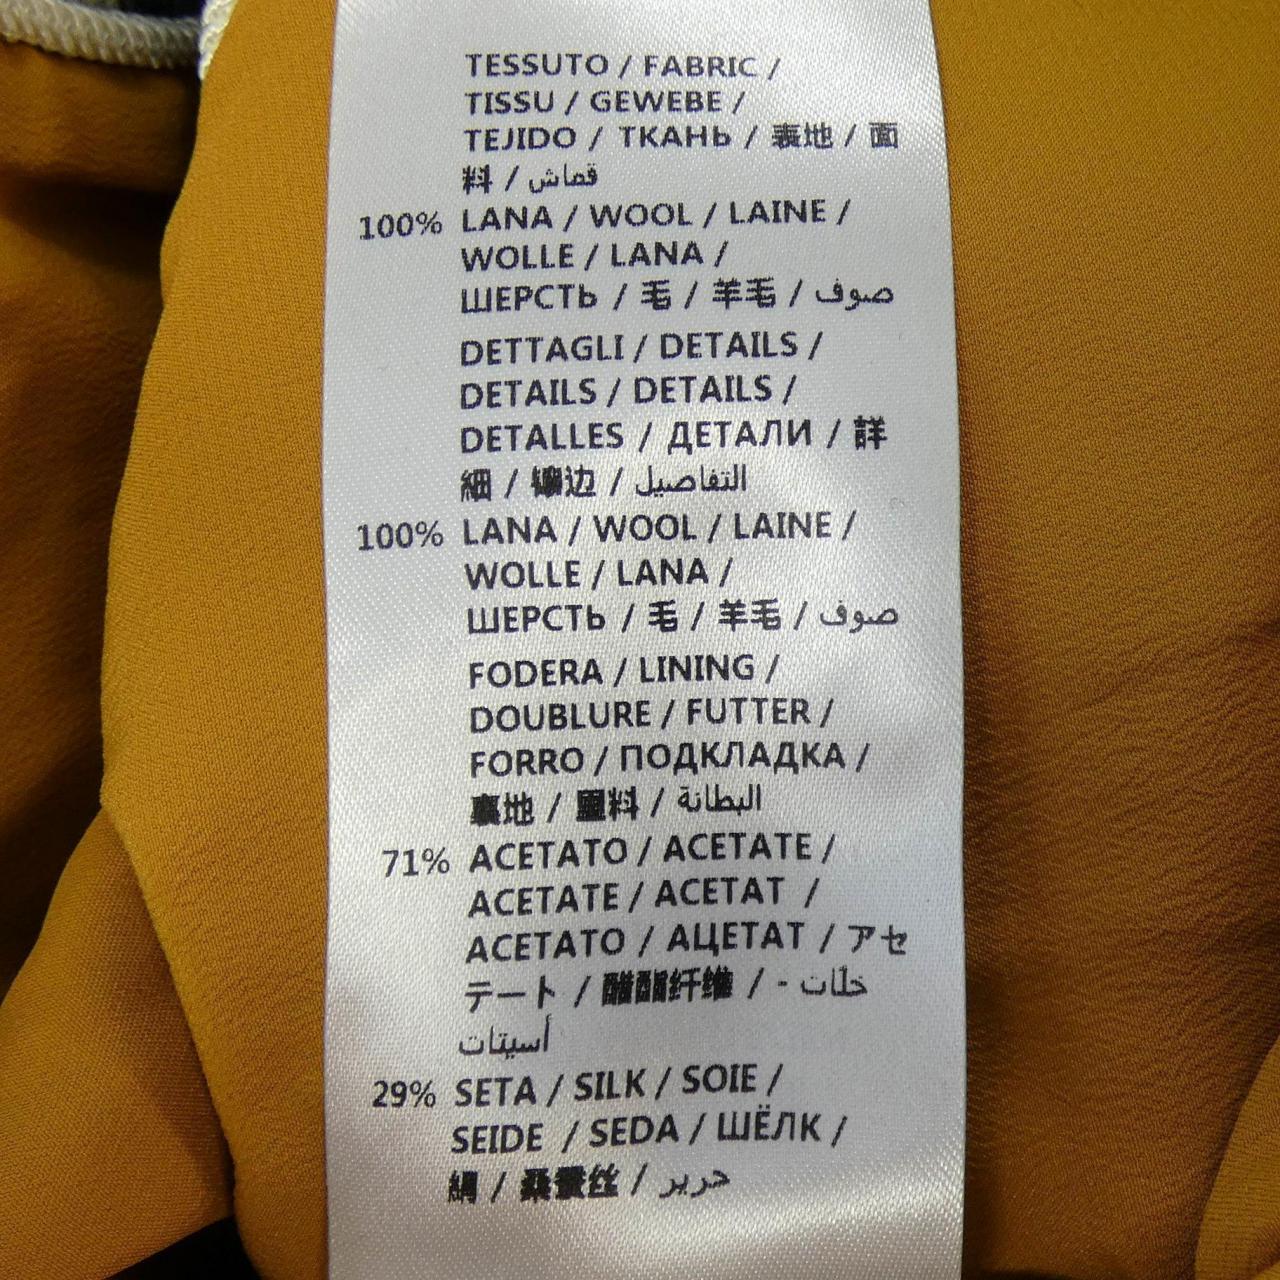 TESSUTO / FABRIC /
TISSU / GEWEBE /
TEJIDO / ТКАНЬ / 表地 / 面
料 / قماش
100% LANA / WOOL / LAINE /
WOLLE / LANA /
ШЕРСТЬ / 毛 / 羊毛 / صوف
DETTAGLI / DETAILS /
DETAILS / DETAILS /
DETALLES / ДЕТАЛИ / 詳
細 / 镶边 / التفاصيل
100% LANA / WOOL / LAINE /
WOLLE / LANA /
ШЕРСТЬ / 毛 / 羊毛 / صوف
FODERA / LINING /
DOUBLURE / FUTTER /
FORRO / ПОДКЛАДКА /
裏地 / 里料 / البطانة
71% ACETATO / ACETATE /
ACETATE / ACETAT /
ACETATO / АЦЕТАТ / アセ
テート / 醋酯纤维 / - خلّات
أسيتات
29% SETA / SILK / SOIE /
SEIDE / SEDA / ШЁЛК /
絹 / 桑蚕丝 / حرير